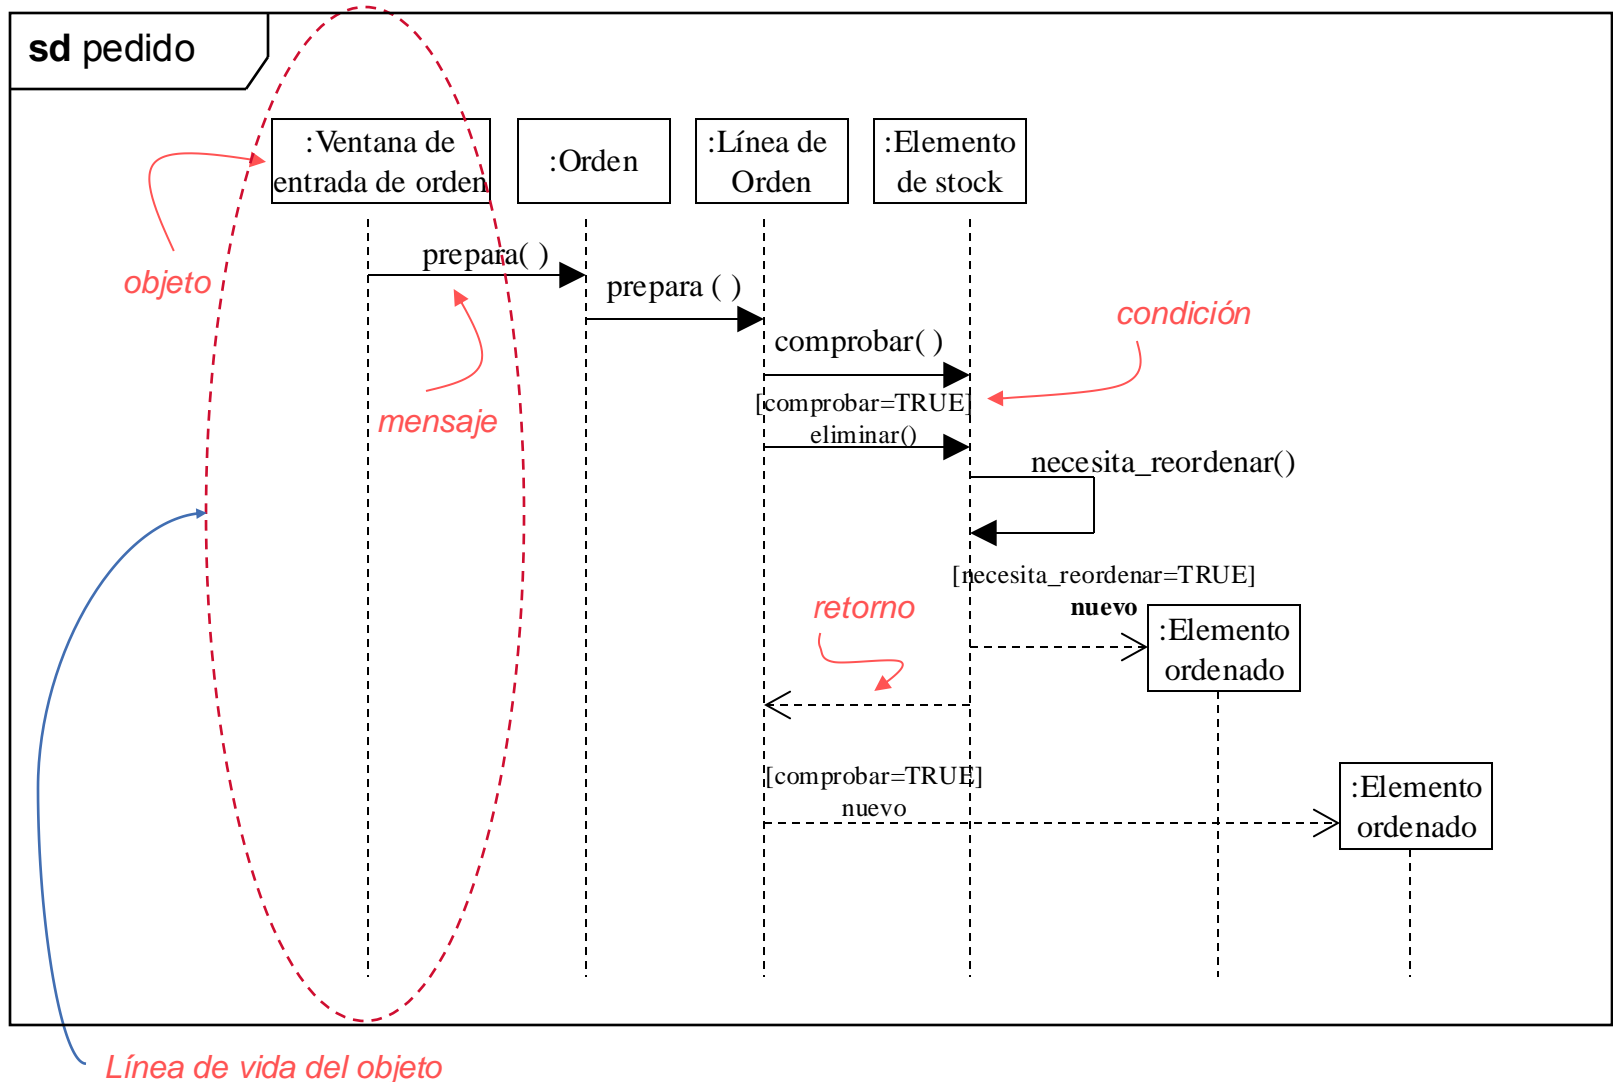 sd pedido
:Ventana de
entrada de orden
:Orden
:Línea de
Orden
:Elemento
de stock
objeto
prepara( )
prepara ( )
condición
comprobar( )
mensaje
[comprobar=TRUE]
eliminar()
necesita_reordenar()
[necesita_reordenar=TRUE]
nuevo
retorno
:Elemento
ordenado
[comprobar=TRUE]
nuevo
:Elemento
ordenado
Línea de vida del objeto